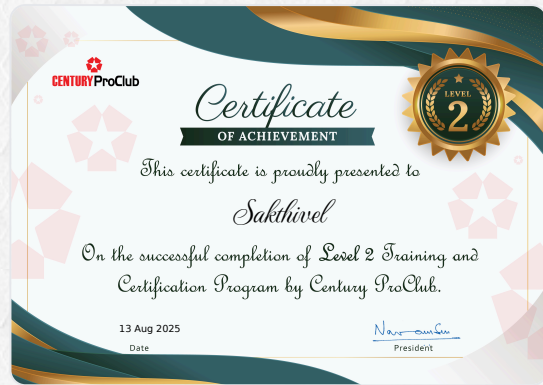 CENTURY ProClub
Certificate
OF ACHIEVEMENT
LEVEL
2
This certificate is proudly presented to
Sakthivel
On the successful completion of Level 2 Training and
Certification Program by Century ProClub.
13 Aug 2025
Date
President